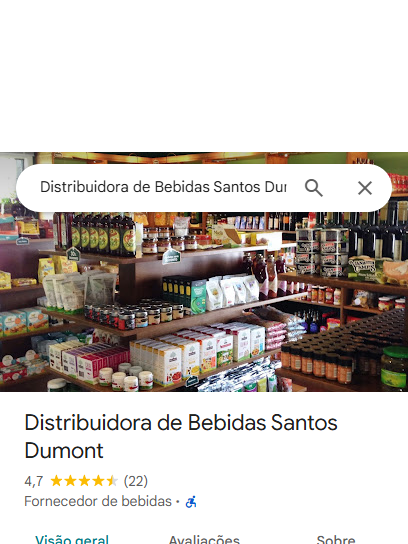 Distribuidora de Bebidas Santos Dur
Distribuidora de Bebidas Santos
Dumont
4,7
(22)
Fornecedor de bebidas ·
Visão geral
Avaliações
Sobre